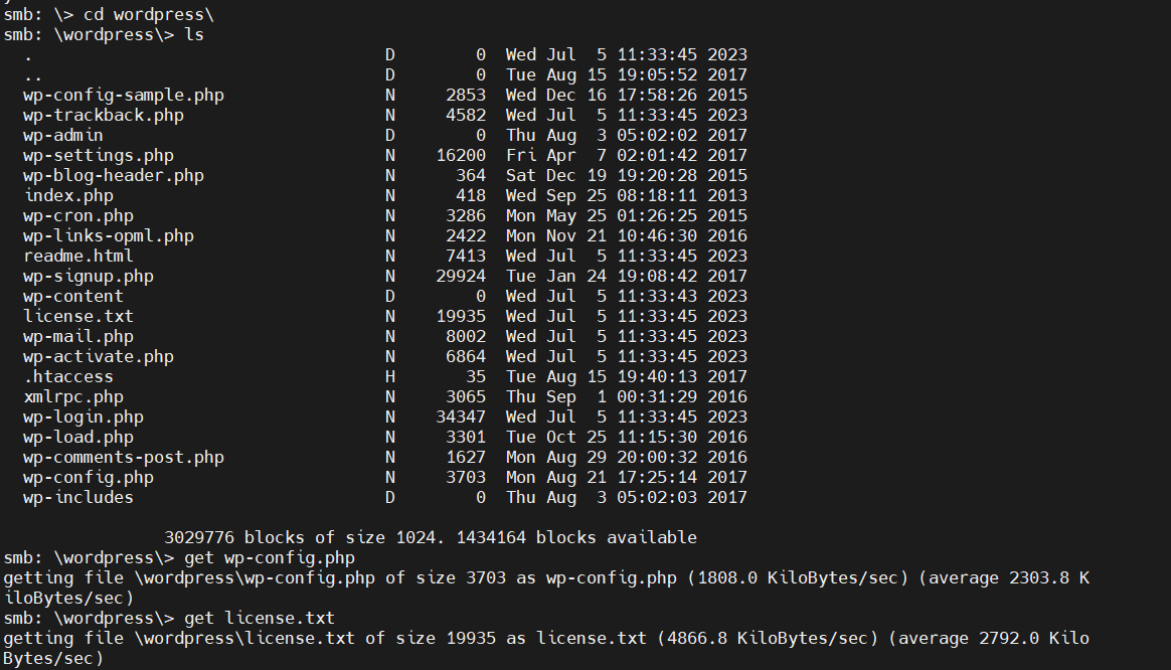 smb: \> cd wordpress\
smb: \wordpress\> ls
  .                                   D        0  Wed Jul  5 11:33:45 2023
  ..                                  D        0  Tue Aug 15 19:05:52 2017
  wp-config-sample.php                N     2853  Wed Dec 16 17:58:26 2015
  wp-trackback.php                    N     4582  Wed Jul  5 11:33:45 2023
  wp-admin                            D        0  Thu Aug  3 05:02:02 2017
  wp-settings.php                     N    16200  Fri Apr  7 02:01:42 2017
  wp-blog-header.php                  N      364  Sat Dec 19 19:20:28 2015
  index.php                           N      418  Wed Sep 25 08:18:11 2013
  wp-cron.php                         N     3286  Mon May 25 01:26:25 2015
  wp-links-opml.php                   N     2422  Mon Nov 21 10:46:30 2016
  readme.html                         N     7413  Wed Jul  5 11:33:45 2023
  wp-signup.php                       N    29924  Tue Jan 24 19:08:42 2017
  wp-content                          D        0  Wed Jul  5 11:33:43 2023
  license.txt                         N    19935  Wed Jul  5 11:33:45 2023
  wp-mail.php                         N     8002  Wed Jul  5 11:33:45 2023
  wp-activate.php                     N     6864  Wed Jul  5 11:33:45 2023
  .htaccess                           H       35  Tue Aug 15 19:40:13 2017
  xmlrpc.php                          N     3065  Thu Sep  1 00:31:29 2016
  wp-login.php                        N    34347  Wed Jul  5 11:33:45 2023
  wp-load.php                         N     3301  Tue Oct 25 11:15:30 2016
  wp-comments-post.php                N     1627  Mon Aug 29 20:00:32 2016
  wp-config.php                       N     3703  Mon Aug 21 17:25:14 2017
  wp-includes                         D        0  Thu Aug  3 05:02:03 2017
                3029776 blocks of size 1024. 1434164 blocks available
smb: \wordpress\> get wp-config.php
getting file \wordpress\wp-config.php of size 3703 as wp-config.php (1808.0 KiloBytes/sec) (average 2303.8 K
iloBytes/sec)
smb: \wordpress\> get license.txt
getting file \wordpress\license.txt of size 19935 as license.txt (4866.8 KiloBytes/sec) (average 2792.0 Kilo
Bytes/sec)